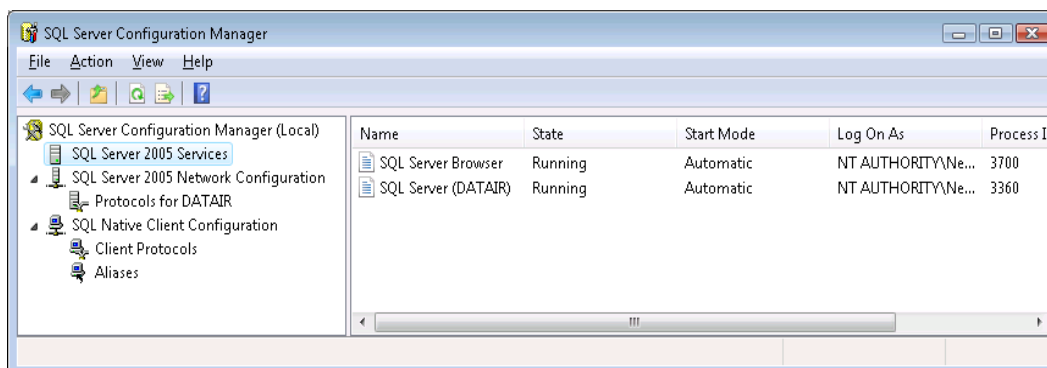 SQL Server Configuration Manager
File Action View Help
SQL Server Configuration Manager (Local)
SQL Server 2005 Services
SQL Server 2005 Network Configuration
Protocols for DATAIR
SQL Native Client Configuration
Client Protocols
Aliases
Name State Start Mode Log On As Process I
SQL Server Browser Running Automatic NT AUTHORITY\Ne... 3700
SQL Server (DATAIR) Running Automatic NT AUTHORITY\Ne... 3360